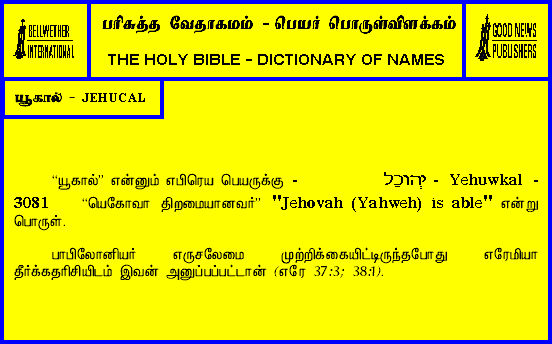 BELLWETHER
INTERNATIONAL
பரிசுத்த வேதாகமம் - பெயர் பொருள்விளக்கம்
THE HOLY BIBLE - DICTIONARY OF NAMES
GOOD NEWS
PUBLISHERS
யூகால் - JEHUCAL
“யூகால்” என்னும் எபிரெய பெயருக்கு - יְהוּכַל - Yehuwkal -
3081 “யெகோவா திறமையானவர்” "Jehovah (Yahweh) is able" என்று
பொருள்.
பாபிலோனியர் எருசலேமை முற்றிக்கையிட்டிருந்தபோது எரேமியா
தீர்க்கதரிசியிடம் இவன் அனுப்பப்பட்டான் (எரே 37:3; 38:1).